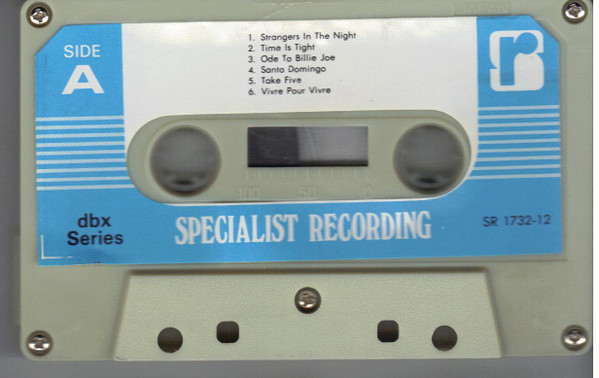 SIDE
A
1. Strangers In The Night
2. Time Is Tight
3. Ode To Billie Joe
4. Santo Domingo
5. Take Five
6. Vivre Pour Vivre
r
100 50 0
dbx
Series
SPECIALIST RECORDING
SR 1732-12